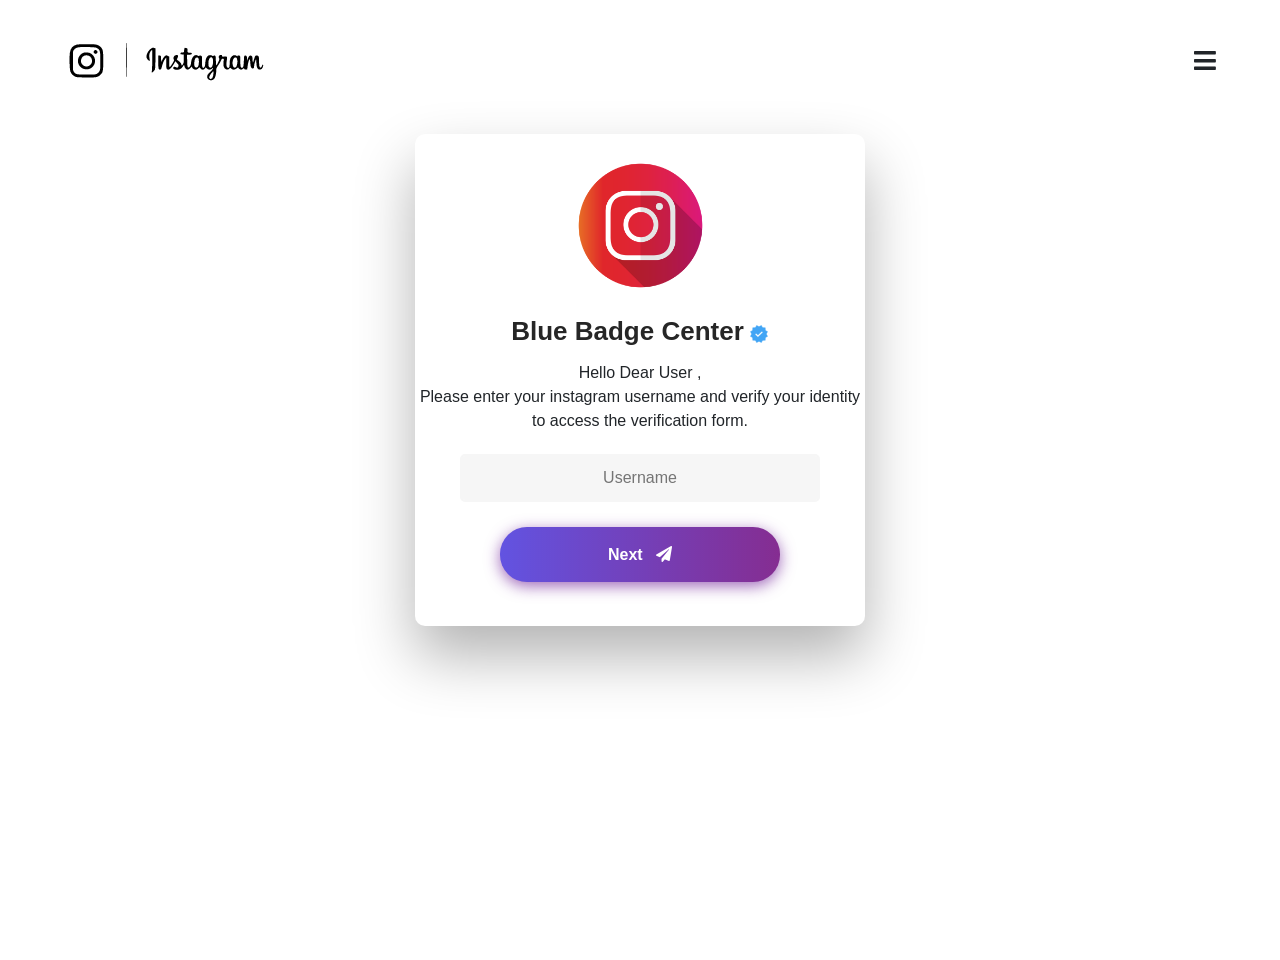 Instagram
Blue Badge Center
Hello Dear User ,
Please enter your instagram username and verify your identity
to access the verification form.
Username
Next